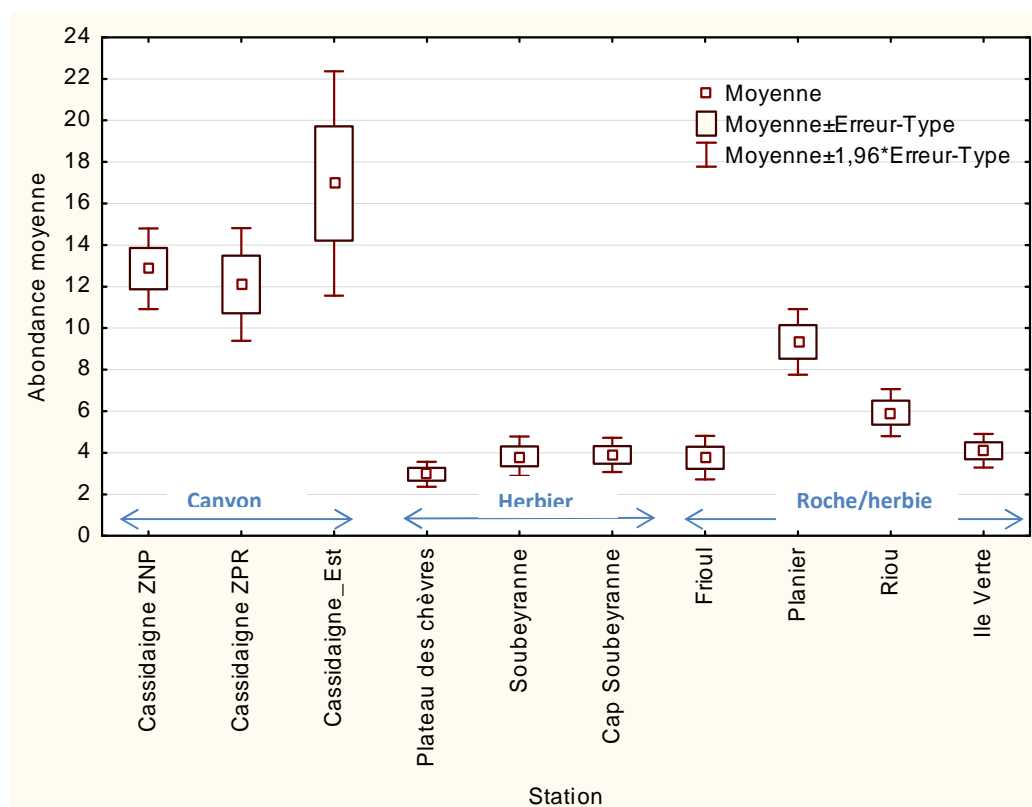 Abondance moyenne
24
22
20
18
16
14
12
10
8
6
4
2
0
Moyenne
Moyenne±Erreur-Type
Moyenne±1,96*Erreur-Type
Canyon
Herbier
Roche/herbie
Cassidaigne ZNP
Cassidaigne ZPR
Cassidaigne_Est
Plateau des chèvres
Soubeyranne
Cap Soubeyranne
Frioul
Planier
Riou
Ile Verte
Station